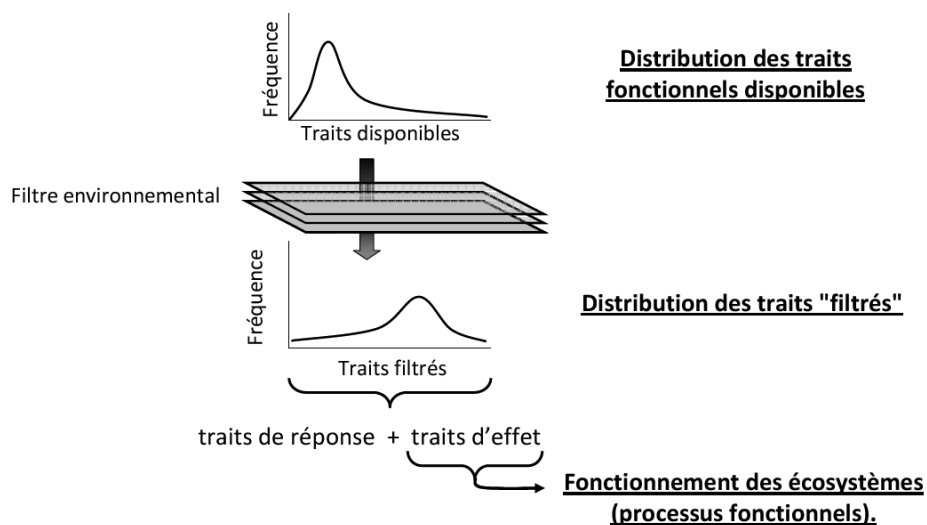 Fréquence
Traits disponibles
Distribution des traits
fonctionnels disponibles
Filtre environnemental
Fréquence
Traits filtrés
Distribution des traits "filtrés"
traits de réponse + traits d’effet
Fonctionnement des écosystèmes
(processus fonctionnels).